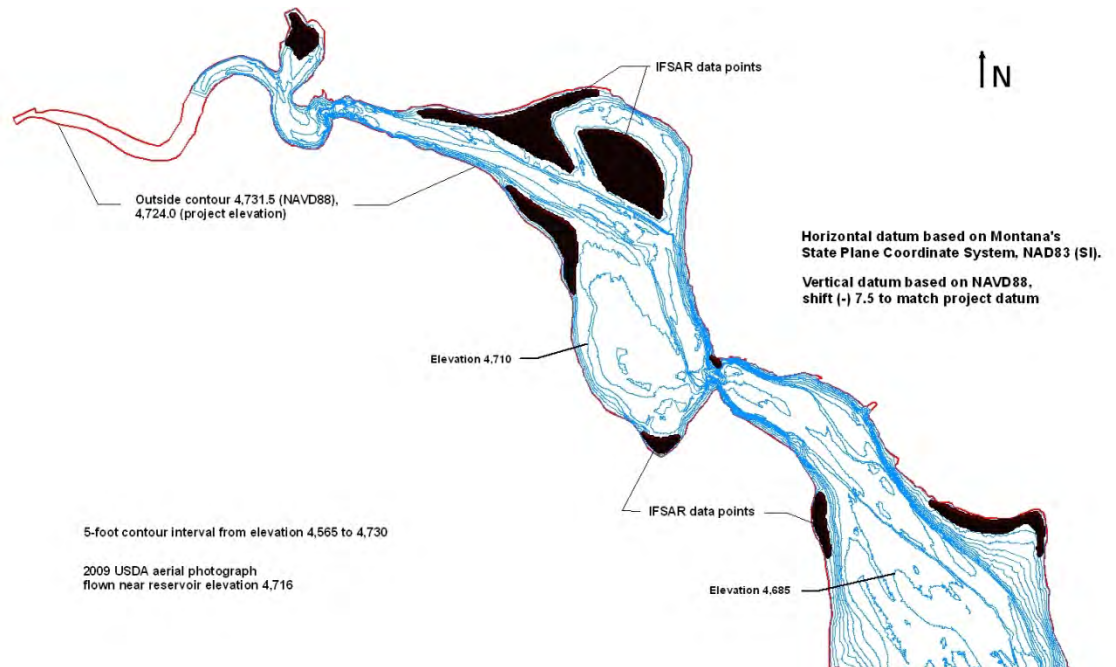 IFSAR data points
N
Outside contour 4,731.5 (NAVD88),
4,724.0 (project elevation)
Horizontal datum based on Montana's
State Plane Coordinate System, NAD83 (SI).
Vertical datum based on NAVD88,
shift (-) 7.5 to match project datum
Elevation 4,710
IFSAR data points
5-foot contour interval from elevation 4,565 to 4,730
2009 USDA aerial photograph
flown near reservoir elevation 4,716
Elevation 4,685